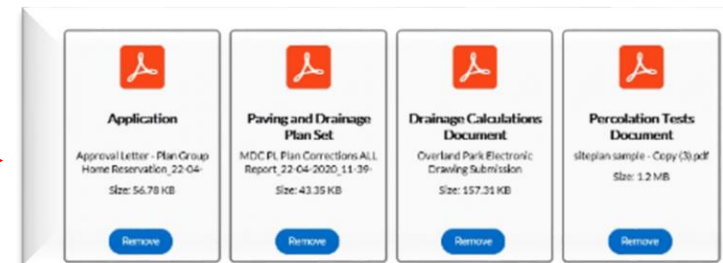 Application
Approval Letter - Plan Group
Home Reservation_22-04-
Size: 56.78 KB
Remove
Paving and Drainage
Plan Set
MDC PL Plan Corrections ALL
Report_22-04-2020_11-39-
Size: 43.35 KB
Remove
Drainage Calculations
Document
Overland Park Electronic
Drawing Submission
Size: 157.31 KB
Remove
Percolation Tests
Document
siteplan sample - Copy (3).pdf
Size: 1.2 MB
Remove